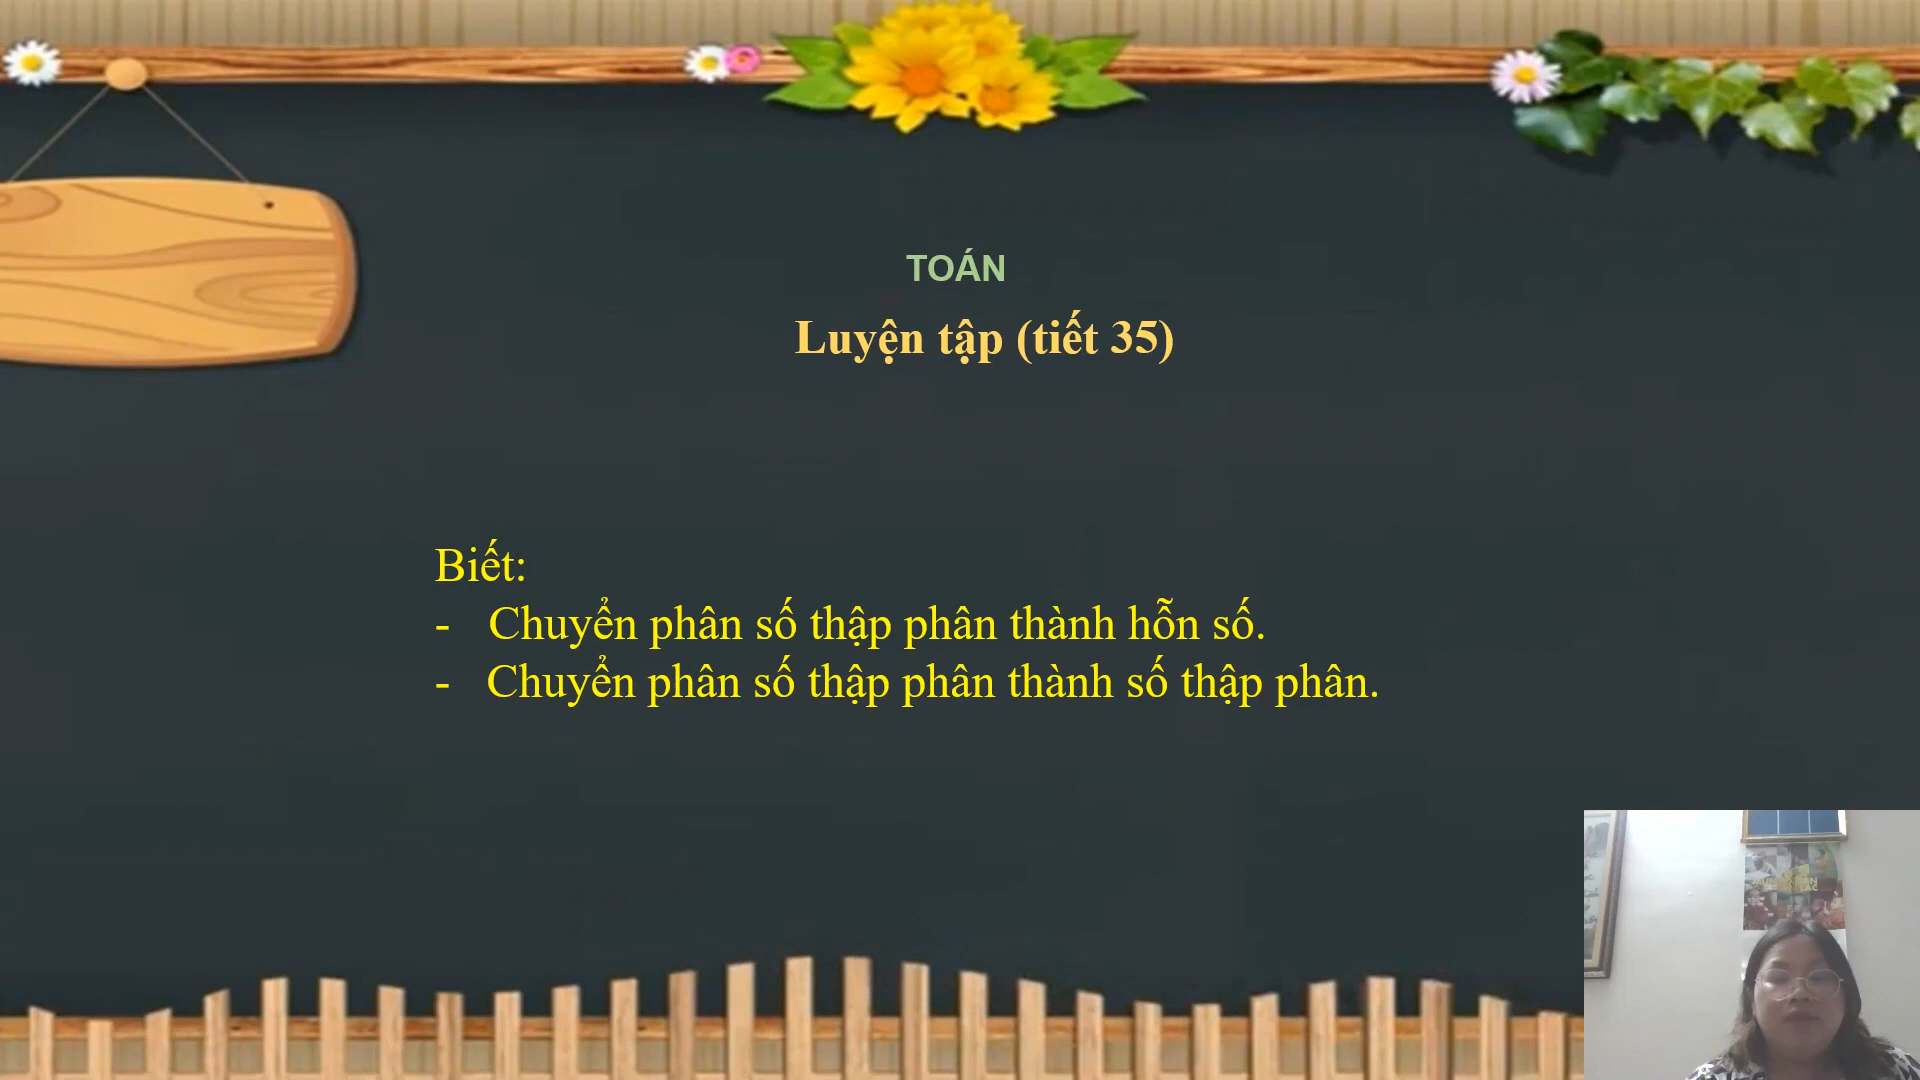 TOÁN
Luyện tập (tiết 35)
Biết:
- Chuyển phân số thập phân thành hỗn số.
- Chuyển phân số thập phân thành số thập phân.